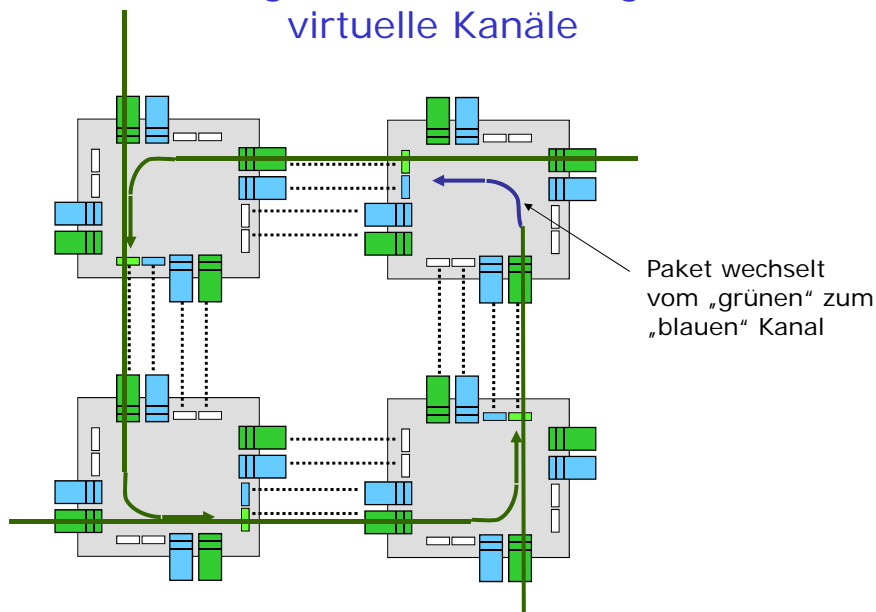 virtuelle Kanäle
Paket wechselt
vom „grünen“ zum
„blauen“ Kanal